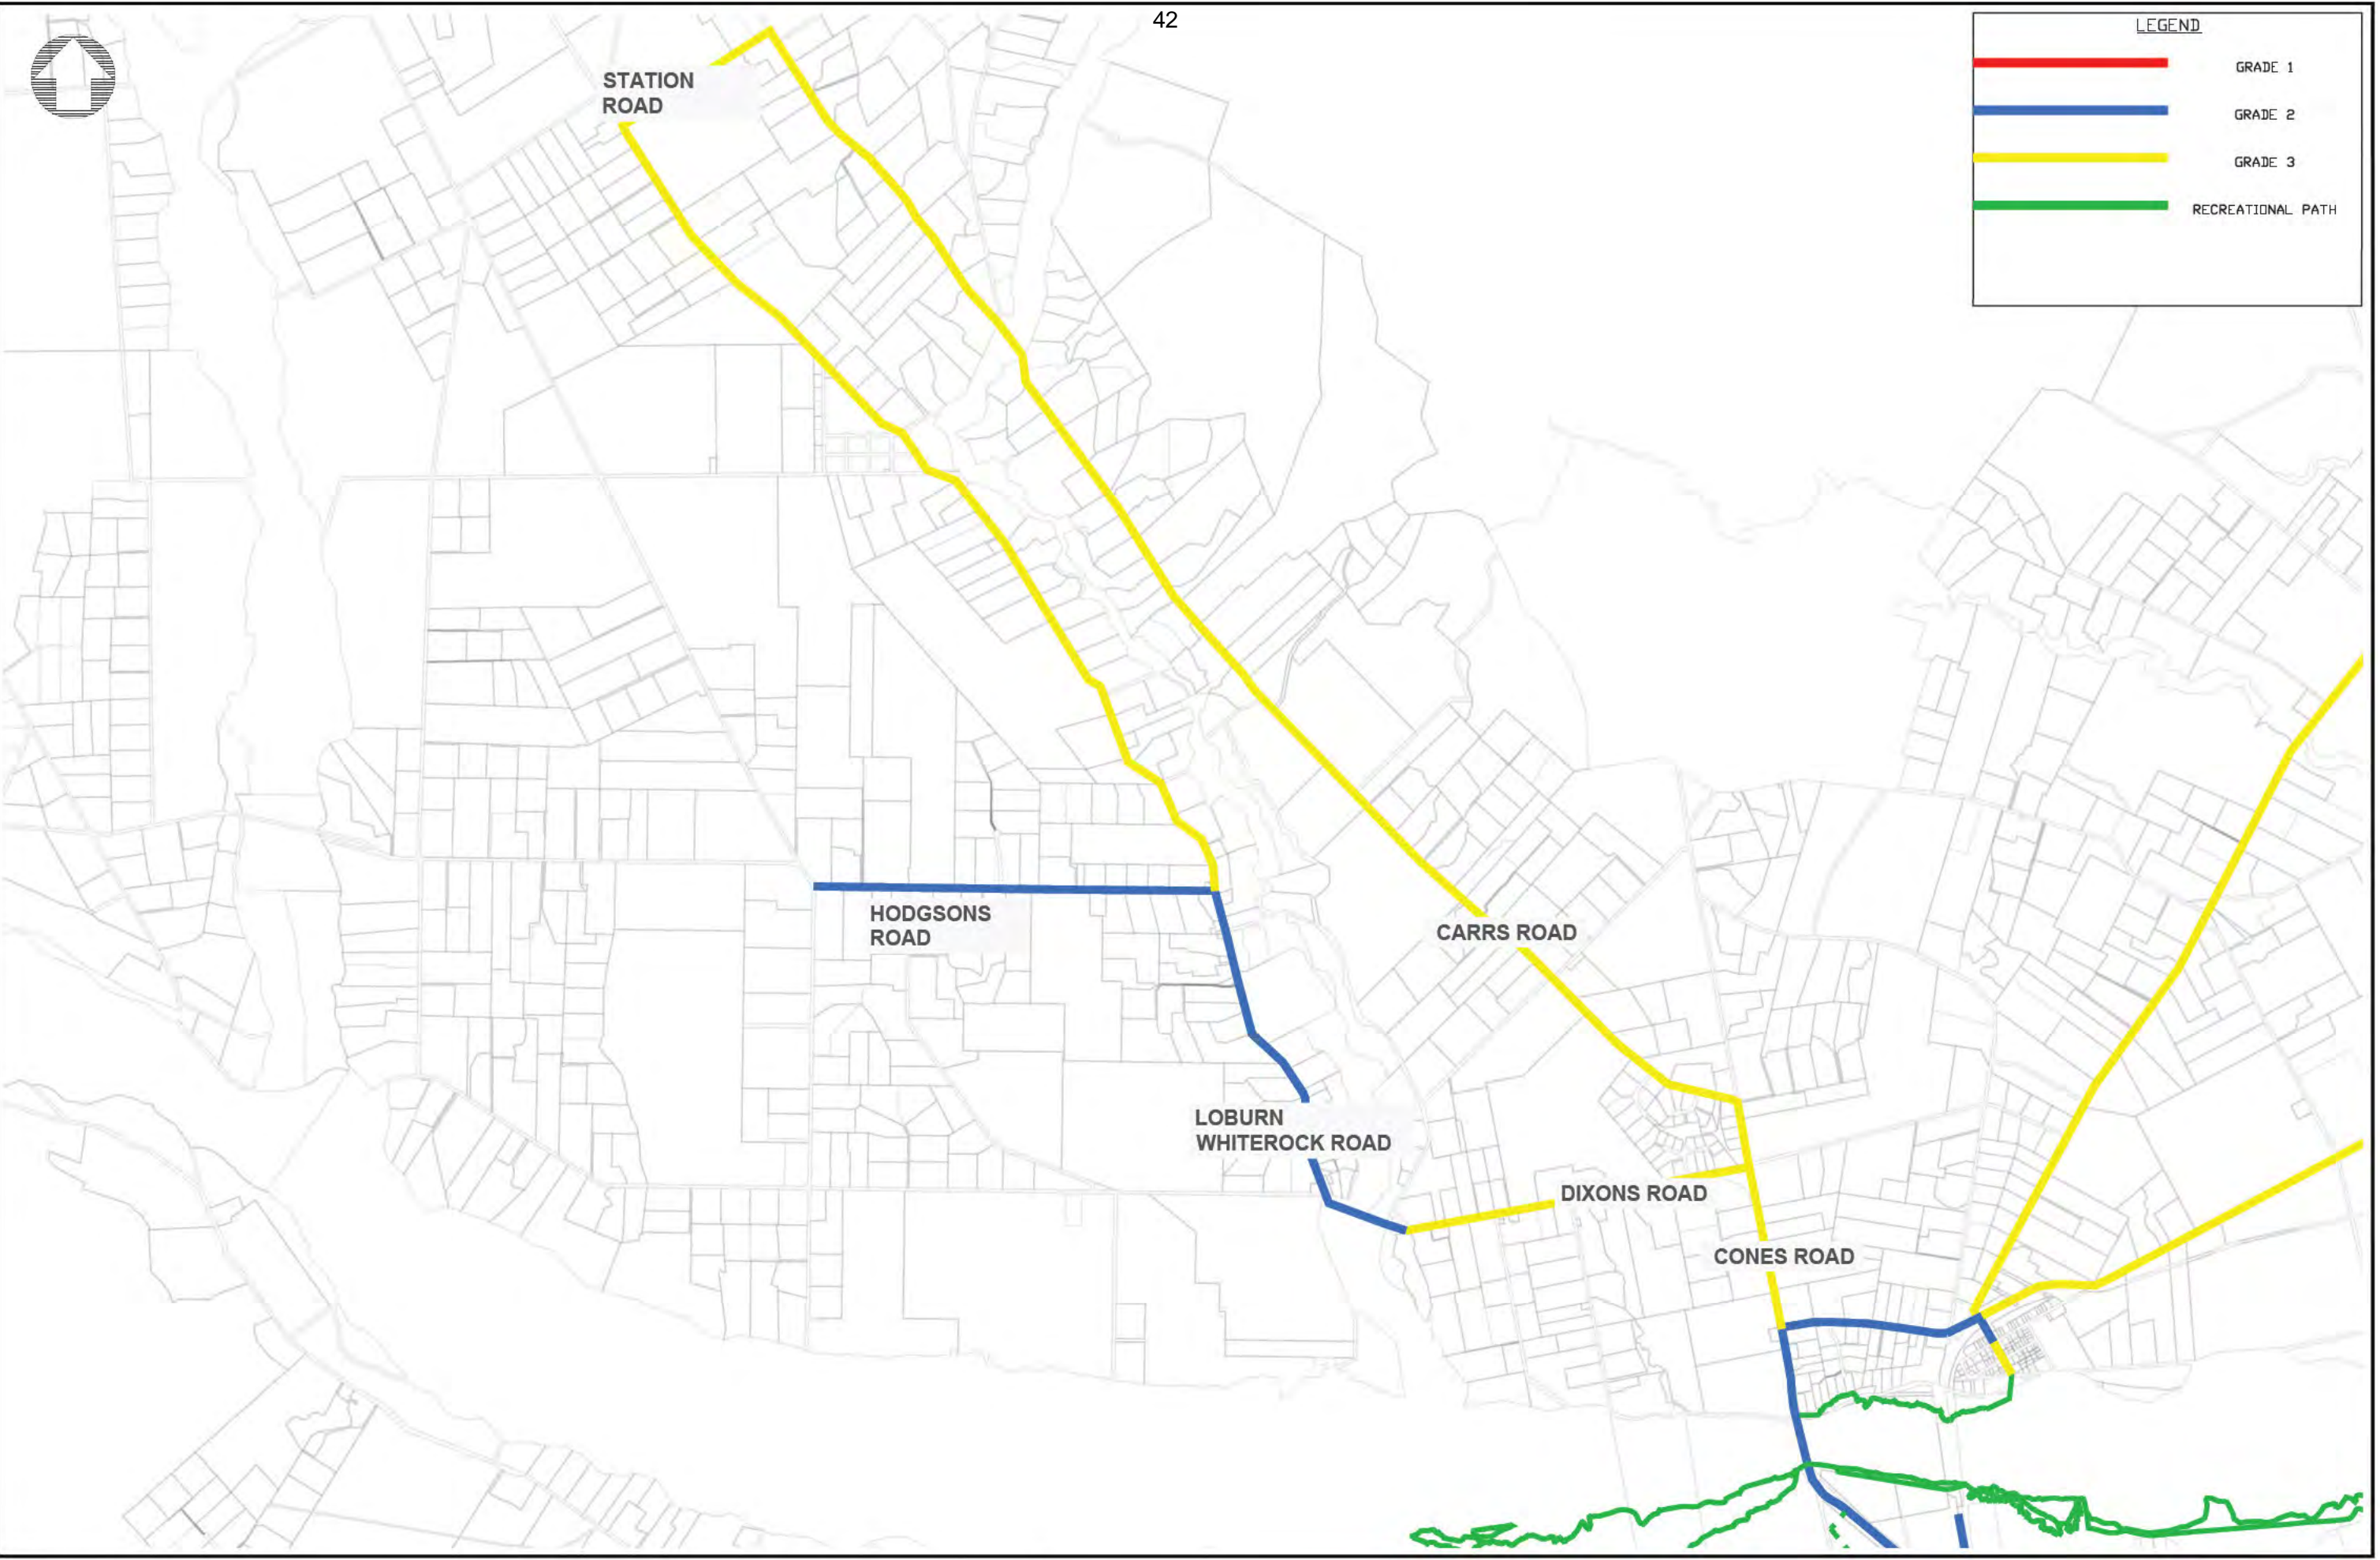 42
LEGEND
GRADE 1
GRADE 2
GRADE 3
RECREATIONAL PATH
STATION
ROAD
HODGSONS
ROAD
CARRS ROAD
LOBURN
WHITEROCK ROAD
DIXONS ROAD
CONES ROAD